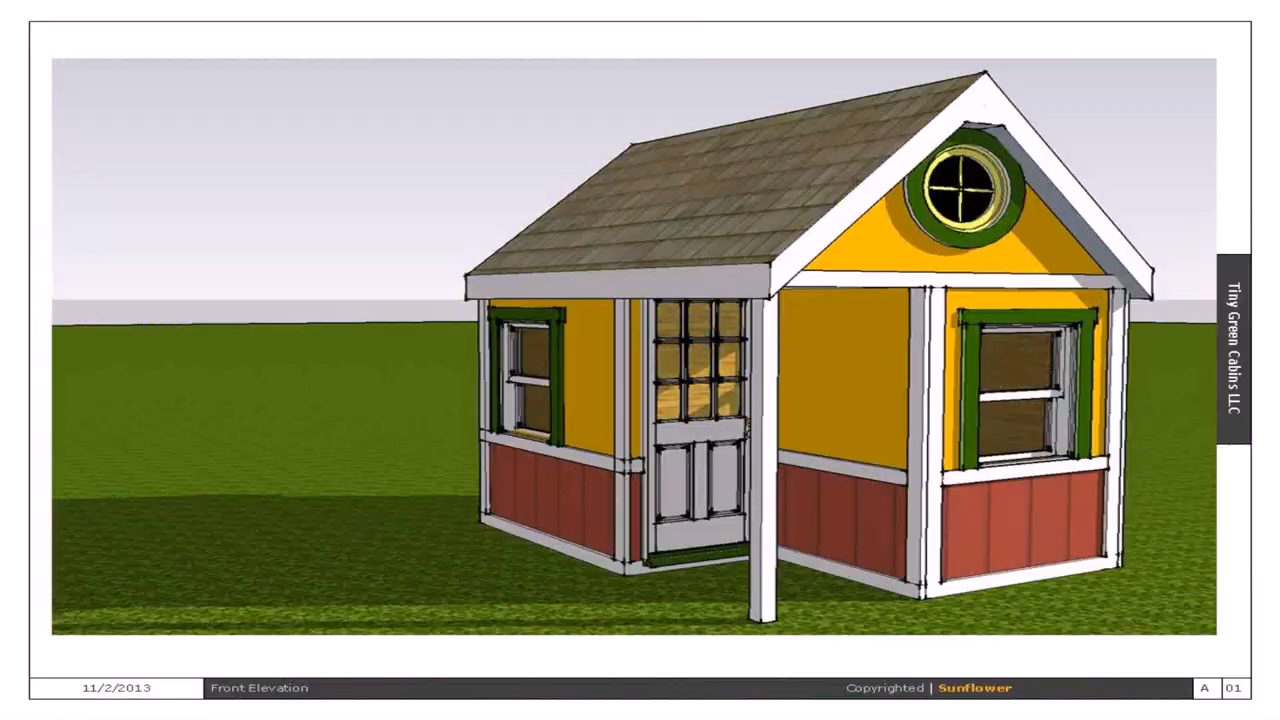 Tiny Green Cabins LLC
11/2/2013
Front Elevation
Copyrighted | Sunflower
A 01